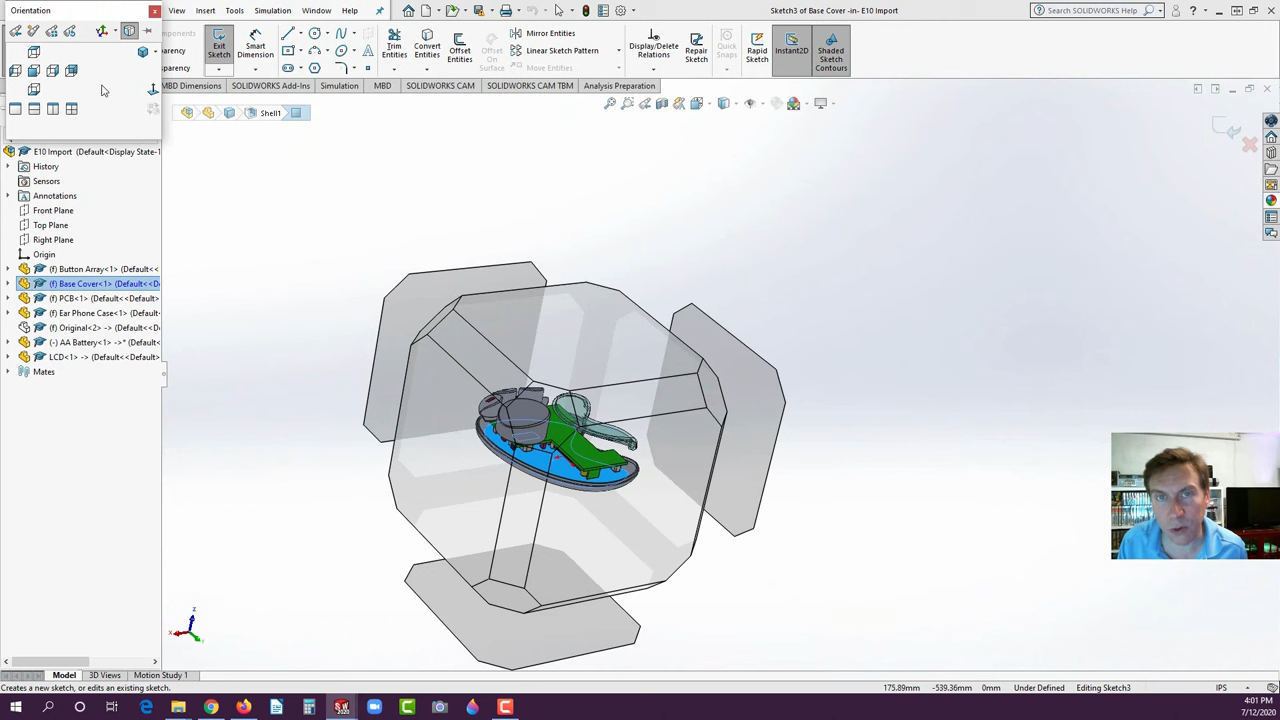 Orientation
View
Insert
Tools
Simulation
Window
Help
Sketch3 of Base Cover -in- E10 Import
Search SOLIDWORKS Help
Exit Sketch
Smart Dimension
Trim Entities
Convert Entities
Offset Entities
Offset On Surface
Mirror Entities
Linear Sketch Pattern
Move Entities
Display/Delete Relations
Repair Sketch
Quick Snaps
Rapid Sketch
Instant2D
Shaded Sketch Contours
MBD Dimensions
SOLIDWORKS Add-Ins
Simulation
MBD
SOLIDWORKS CAM
SOLIDWORKS CAM TBM
Analysis Preparation
Shell1
E10 Import (Default<Display State-1
History
Sensors
Annotations
Front Plane
Top Plane
Right Plane
Origin
(f) Button Array<1> (Default<<
(f) Base Cover<1> (Default<<D
(f) PCB<1> (Default<<Default>
(f) Ear Phone Case<1> (Default
(f) Original<2> -> (Default<<D
(-) AA Battery<1> ->* (Default
LCD<1> -> (Default<<Default>
Mates
X
Z
Model
3D Views
Motion Study 1
Creates a new sketch, or edits an existing sketch.
175.89mm
-539.36mm
0mm
Under Defined
Editing Sketch3
IPS
4:01 PM
7/12/2020